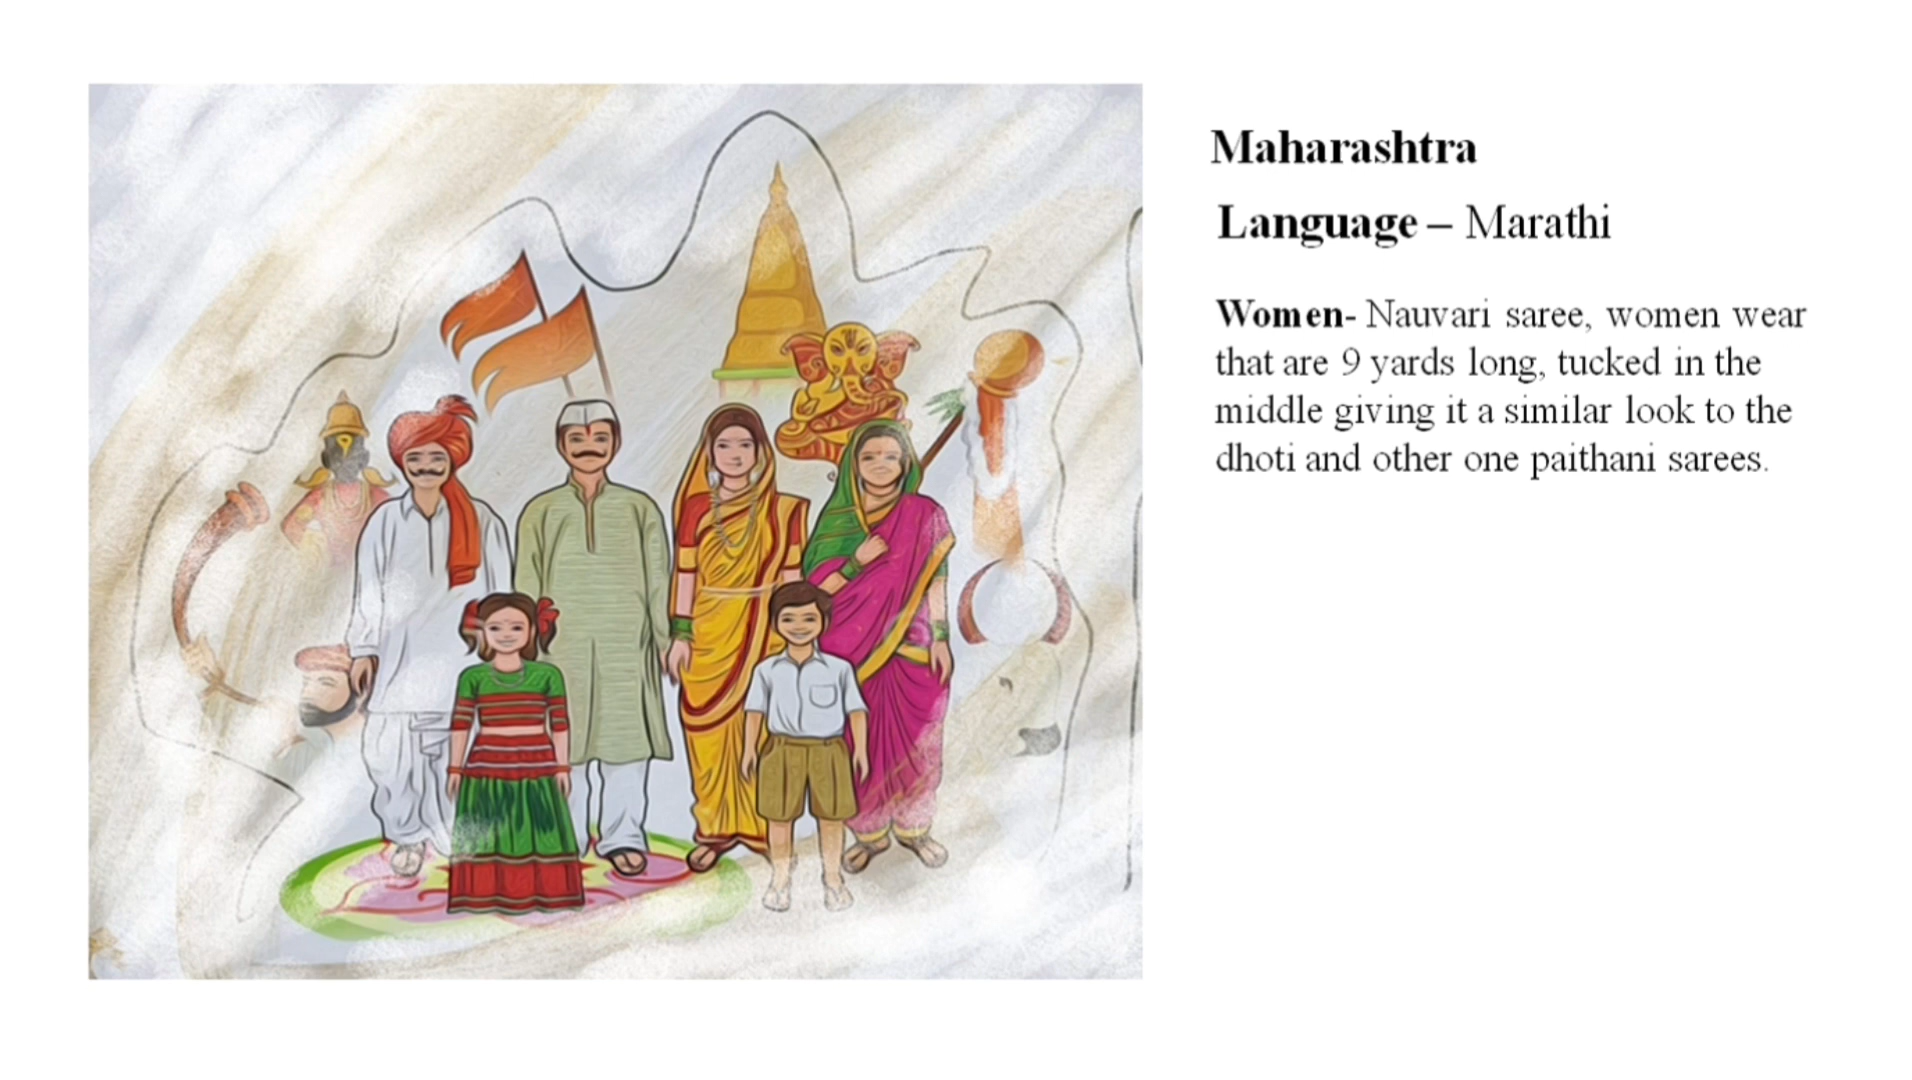 Maharashtra
Language – Marathi
Women- Nauvari saree, women wear
that are 9 yards long, tucked in the
middle giving it a similar look to the
dhoti and other one paithani sarees.